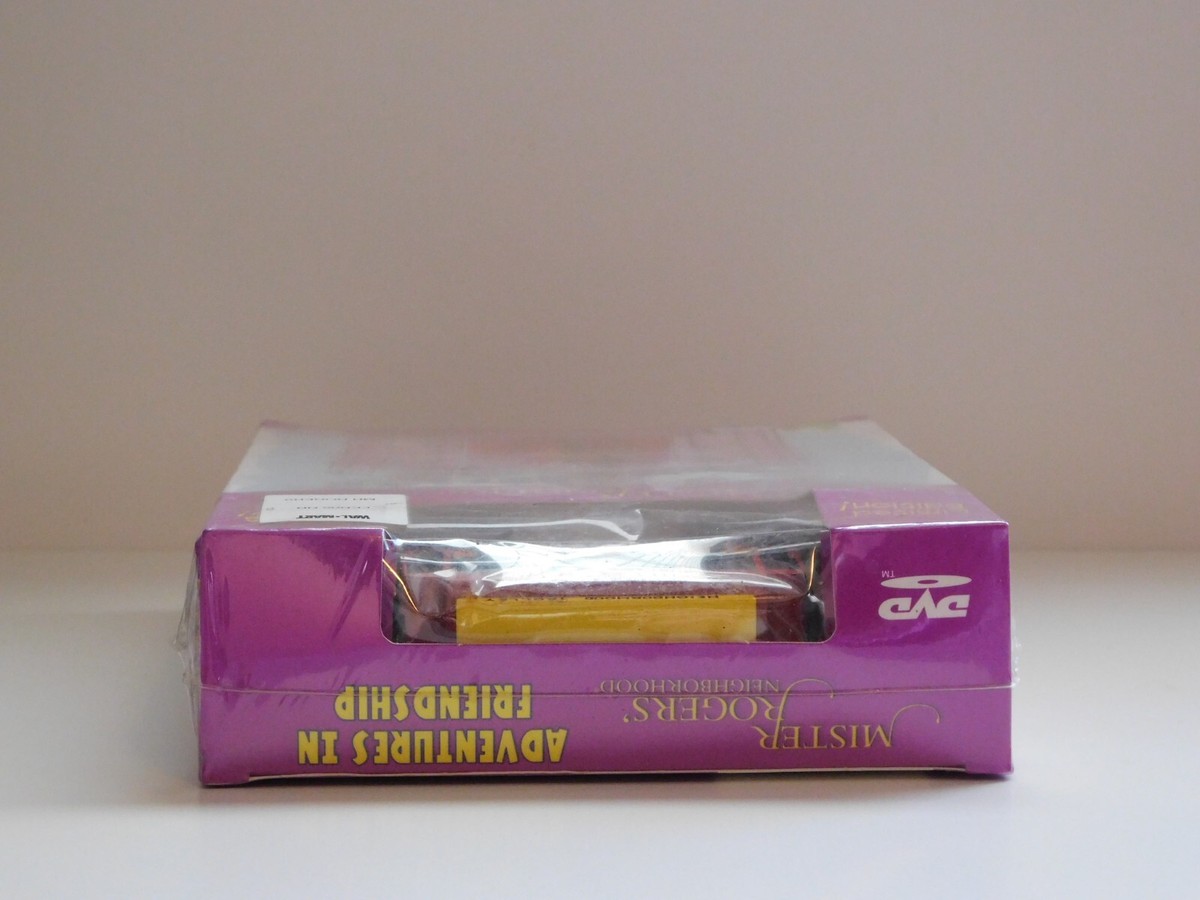 MISTER
ROGERS'
NEIGHBORHOOD
ADVENTURES IN
FRIENDSHIP
DVD
TM
WAL-MART